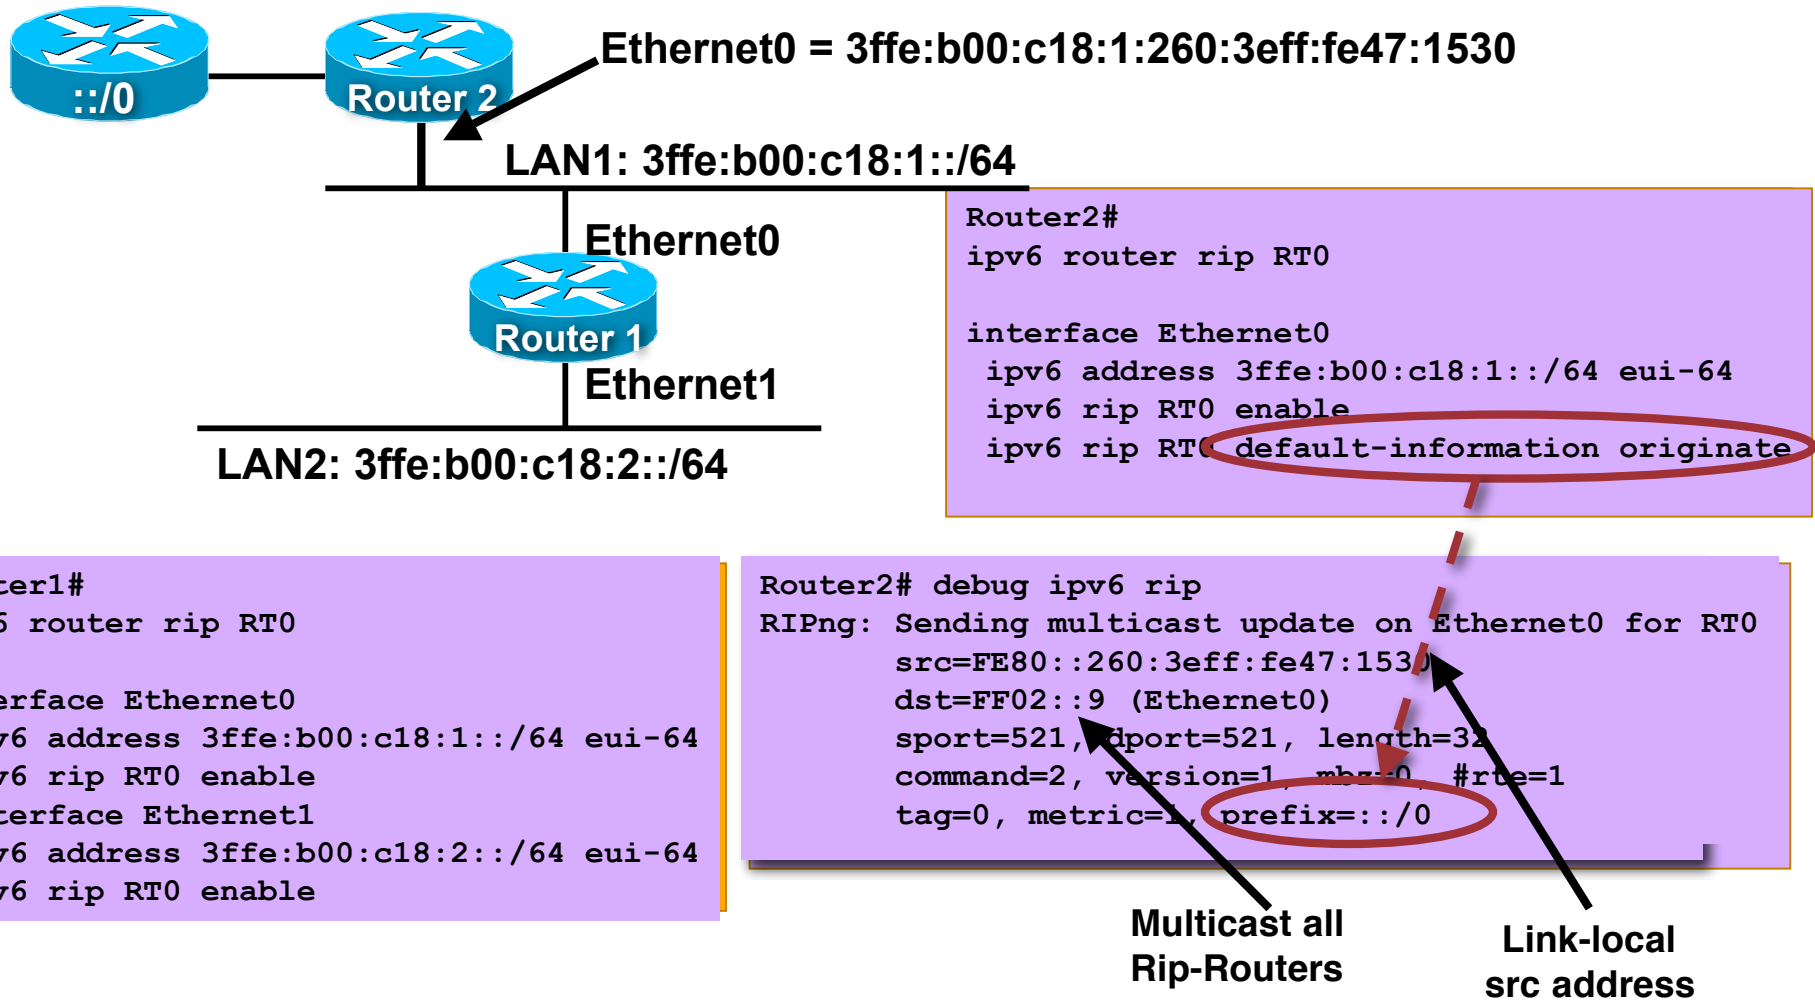 ::/0
Router 2
Ethernet0 = 3ffe:b00:c18:1:260:3eff:fe47:1530
LAN1: 3ffe:b00:c18:1::/64
Ethernet0
Router 1
Ethernet1
LAN2: 3ffe:b00:c18:2::/64
Router2#
ipv6 router rip RT0
interface Ethernet0
ipv6 address 3ffe:b00:c18:1::/64 eui-64
ipv6 rip RT0 enable
ipv6 rip RT0 default-information originate
ter1#
6 router rip RT0
erface Ethernet0
v6 address 3ffe:b00:c18:1::/64 eui-64
v6 rip RT0 enable
terface Ethernet1
v6 address 3ffe:b00:c18:2::/64 eui-64
v6 rip RT0 enable
Router2# debug ipv6 rip
RIPng: Sending multicast update on Ethernet0 for RT0
src=FE80::260:3eff:fe47:1530
dst=FF02::9 (Ethernet0)
sport=521, dport=521, length=32
command=2, version=1, mbz=0, #rte=1
tag=0, metric=1, prefix=::/0
Multicast all
Rip-Routers
Link-local
src address